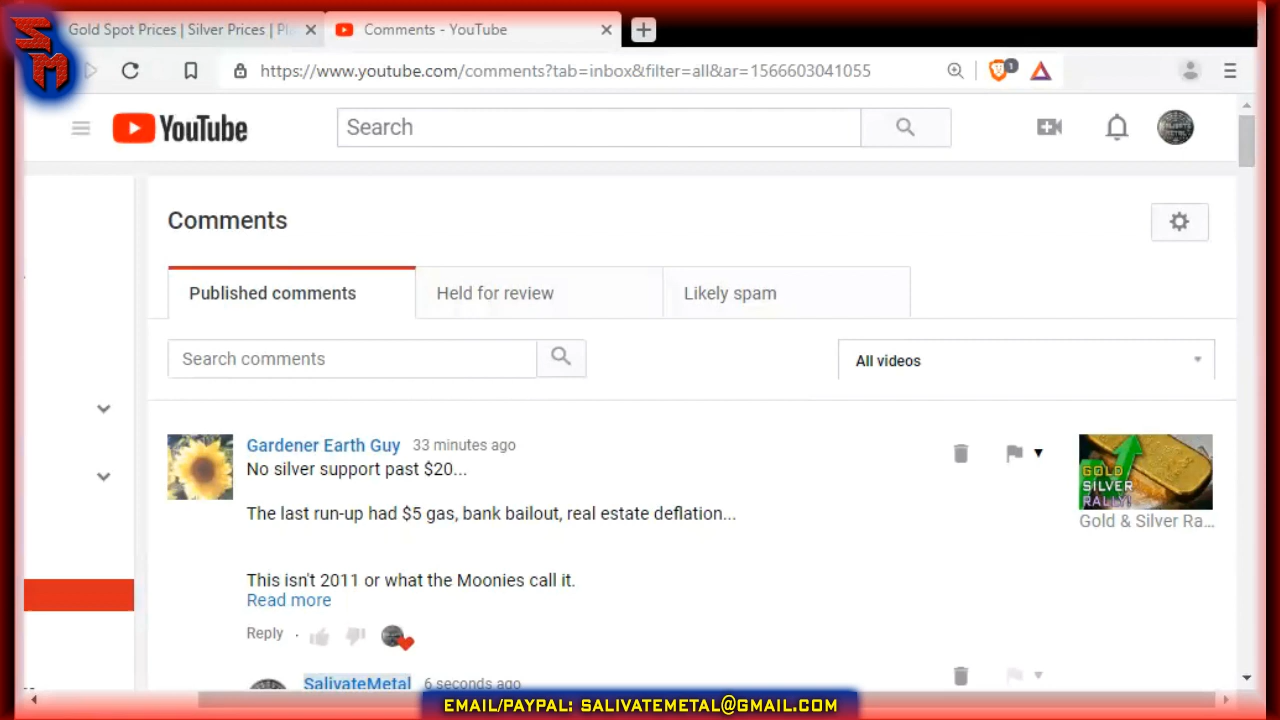 SM
Gold Spot Prices | Silver Prices | Pl
Comments - YouTube
https://www.youtube.com/comments?tab=inbox&filter=all&ar=1566603041055
1
YouTube
Search
SALIVATE METAL
Comments
Published comments
Held for review
Likely spam
Search comments
All videos
Gardener Earth Guy 33 minutes ago
No silver support past $20...
The last run-up had $5 gas, bank bailout, real estate deflation...
This isn't 2011 or what the Moonies call it.
Read more
Reply
GOLD
SILVER
RALLY!
Gold & Silver Ra...
SalivateMetal 6 seconds ago
EMAIL/PAYPAL: SALIVATEMETAL@GMAIL.COM